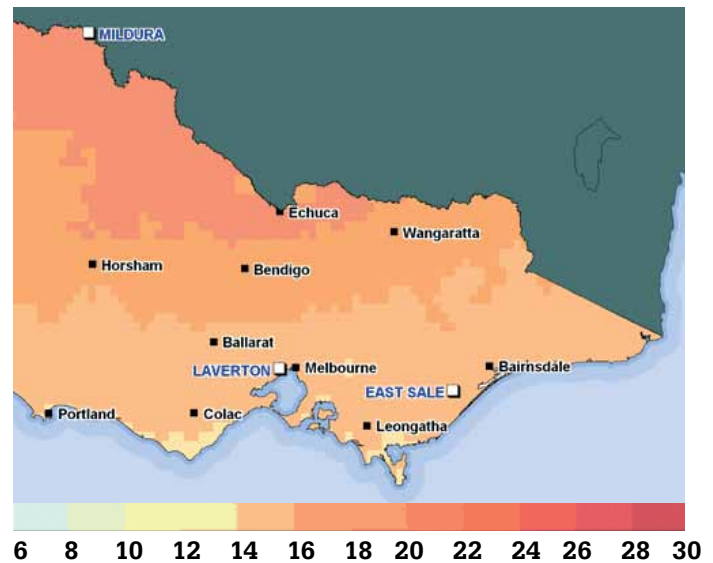 MILDURA
Echuca
Wangaratta
Horsham
Bendigo
Ballarat
LAVERTON
Melbourne
Bairnsdale
EAST SALE
Portland
Colac
Leongatha
6 8 10 12 14 16 18 20 22 24 26 28 30